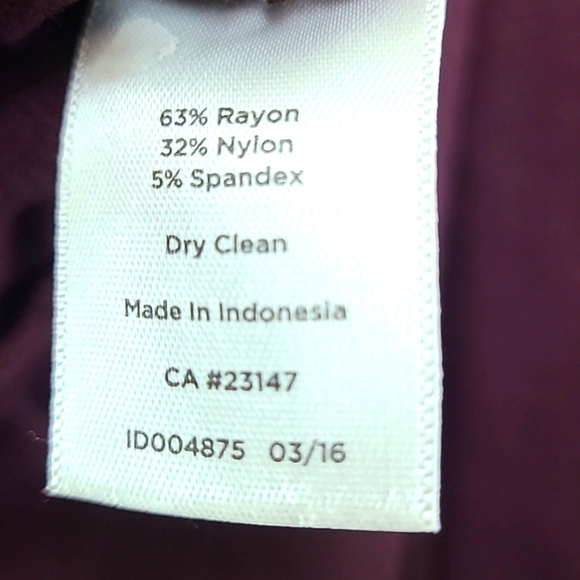 63% Rayon
32% Nylon
5% Spandex
Dry Clean
Made In Indonesia
CA #23147
ID004875 03/16